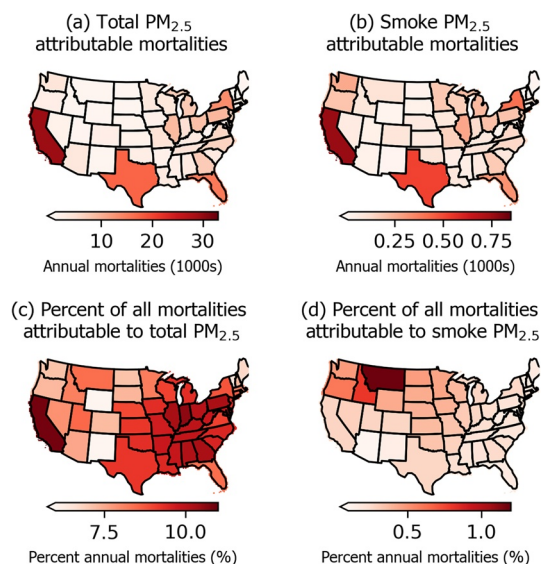 (a) Total PM₂.₅
attributable mortalities
(b) Smoke PM₂.₅
attributable mortalities
10 20 30
Annual mortalities (1000s)
0.25 0.50 0.75
Annual mortalities (1000s)
(c) Percent of all mortalities
attributable to total PM₂.₅
(d) Percent of all mortalities
attributable to smoke PM₂.₅
7.5 10.0
Percent annual mortalities (%)
0.5 1.0
Percent annual mortalities (%)